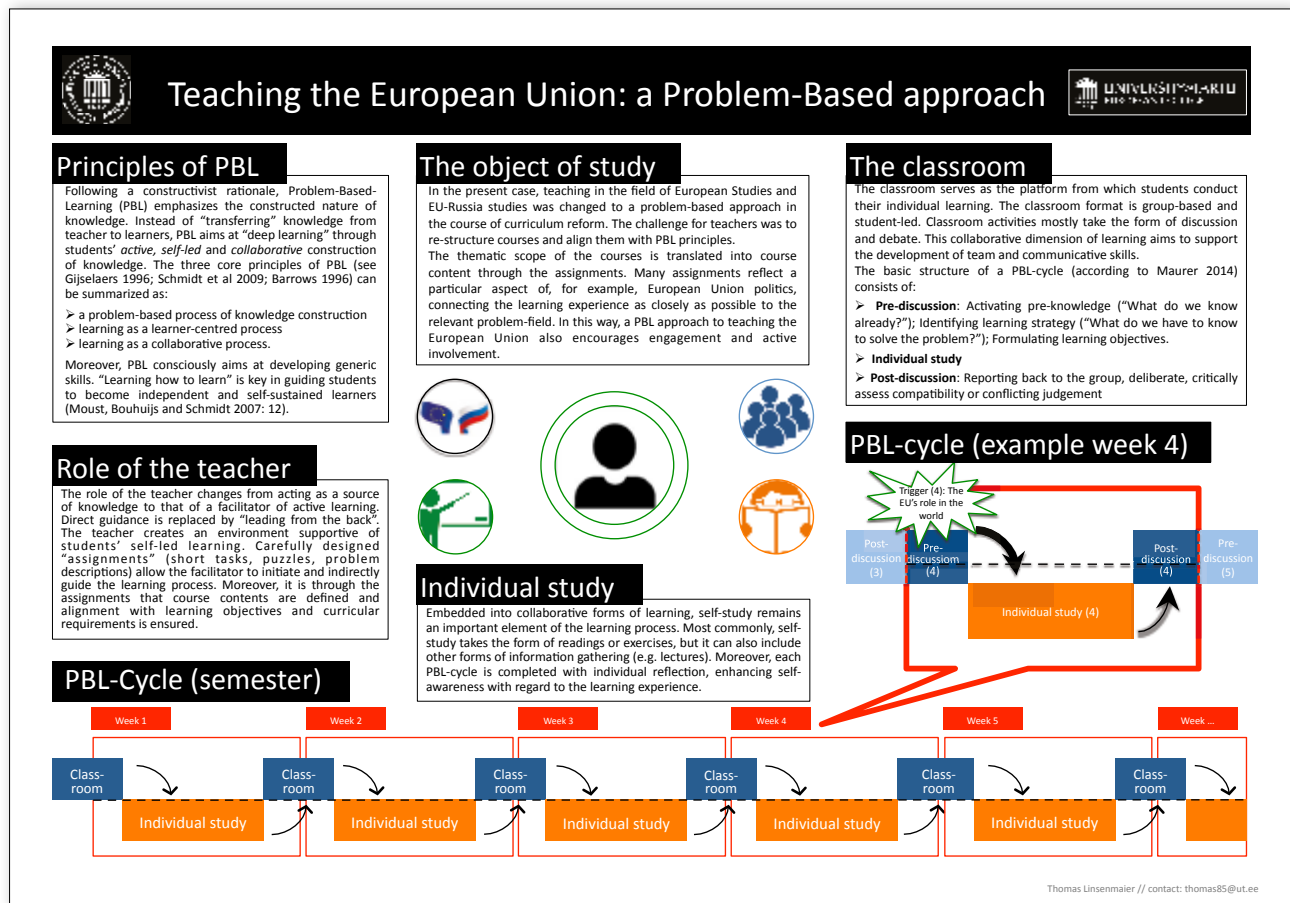 Teaching the European Union: a Problem-Based approach
Principles of PBL
Following a constructivist rationale, Problem-Based-
Learning (PBL) emphasizes the constructed nature of
knowledge. Instead of “transferring” knowledge from
teacher to learners, PBL aims at “deep learning” through
students’ active, self-led and collaborative construction
of knowledge. The three core principles of PBL (see
Gijselaers 1996; Schmidt et al 2009; Barrows 1996) can
be summarized as:
➢ a problem-based process of knowledge construction
➢ learning as a learner-centred process
➢ learning as a collaborative process.
Moreover, PBL consciously aims at developing generic
skills. “Learning how to learn” is key in guiding students
to become independent and self-sustained learners
(Moust, Bouhuijs and Schmidt 2007: 12).
Role of the teacher
The role of the teacher changes from acting as a source
of knowledge to that of a facilitator of active learning.
Direct guidance is replaced by “leading from the back”.
The teacher creates an environment supportive of
students’ self-led learning. Carefully designed
“assignments” (short tasks, puzzles, problem
descriptions) allow the facilitator to initiate and indirectly
guide the learning process. Moreover, it is through the
assignments that course contents are defined and
alignment with learning objectives and curricular
requirements is ensured.
The object of study
In the present case, teaching in the field of European Studies and
EU-Russia studies was changed to a problem-based approach in
the course of curriculum reform. The challenge for teachers was to
re-structure courses and align them with PBL principles.
The thematic scope of the courses is translated into course
content through the assignments. Many assignments reflect a
particular aspect of, for example, European Union politics,
connecting the learning experience as closely as possible to the
relevant problem-field. In this way, a PBL approach to teaching the
European Union also encourages engagement and active
involvement.
Individual study
Embedded into collaborative forms of learning, self-study remains
an important element of the learning process. Most commonly, self-
study takes the form of readings or exercises, but it can also include
other forms of information gathering (e.g. lectures). Moreover, each
PBL-cycle is completed with individual reflection, enhancing self-
awareness with regard to the learning experience.
The classroom
The classroom serves as the platform from which students conduct
their individual learning. The classroom format is group-based and
student-led. Classroom activities mostly take the form of discussion
and debate. This collaborative dimension of learning aims to support
the development of team and communicative skills.
The basic structure of a PBL-cycle (according to Maurer 2014)
consists of:
➢ Pre-discussion: Activating pre-knowledge (“What do we know
already?”); Identifying learning strategy (“What do we have to know
to solve the problem?”); Formulating learning objectives.
➢ Individual study
➢ Post-discussion: Reporting back to the group, deliberate, critically
assess compatibility or conflicting judgement
PBL-cycle (example week 4)
Trigger (4): The
EU’s role in the
world
Post-
discussion
(3)
Pre-
discussiom
(4)
Individual study (4)
Post-
discussion
(4)
Pre-
discussion
(5)
PBL-Cycle (semester)
Week 1
Week 2
Week 3
Week 4
Week 5
Week ...
Class-
room
Class-
room
Class-
room
Class-
room
Class-
room
Class-
room
Individual study
Individual study
Individual study
Individual study
Individual study
Thomas Linsenmaier // contact: thomas85@ut.ee